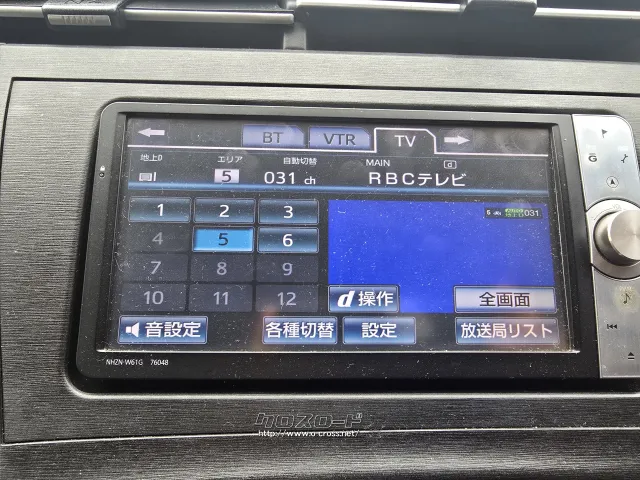 BT VTR TV
地上D エリア 自動切替 MAIN d
5 031 ch RBCテレビ
1 2 3
031
4 5 6
7 8 9
10 11 12
d 操作 全画面
音設定 各種切替 設定 放送局リスト
NHZN-W61G 76048
クロスロード
http://www.o-cross.net/
G